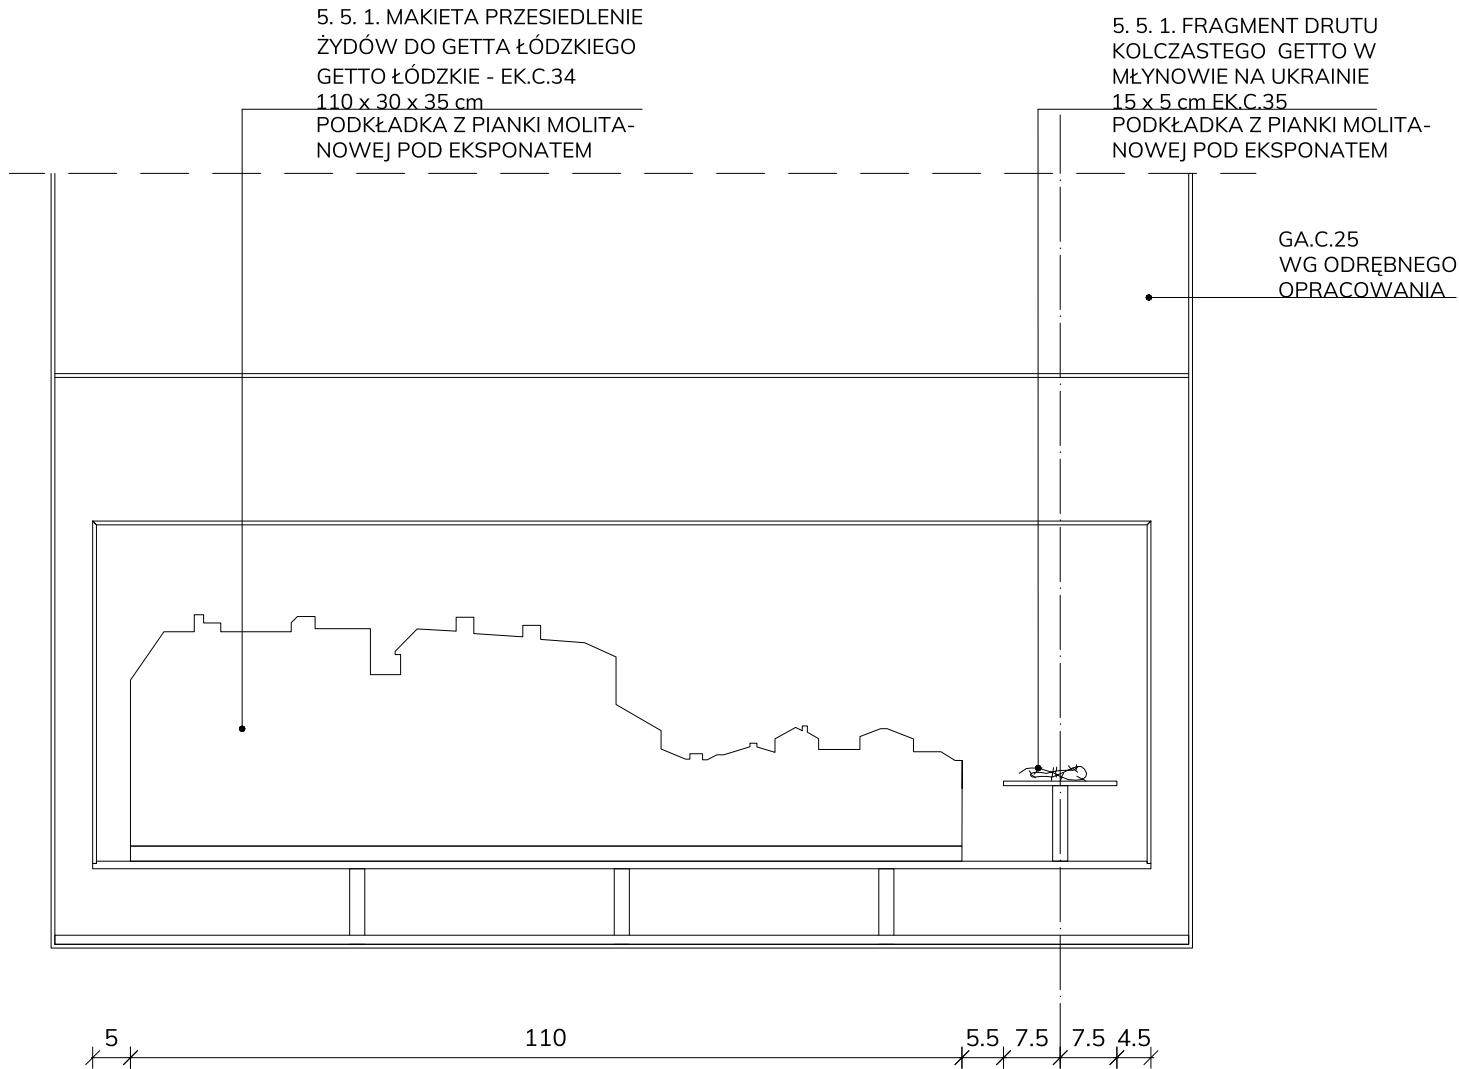 5. 5. 1. MAKIETA PRZESIEDLENIE
ŻYDÓW DO GETTA ŁÓDZKIEGO
GETTO ŁÓDZKIE - EK.C.34
110 x 30 x 35 cm
PODKŁADKA Z PIANKI MOLITA-
NOWEJ POD EKSPONATEM
5. 5. 1. FRAGMENT DRUTU
KOLCZASTEGO  GETTO W
MŁYNOWIE NA UKRAINIE
15 x 5 cm EK.C.35
PODKŁADKA Z PIANKI MOLITA-
NOWEJ POD EKSPONATEM
GA.C.25
WG ODRĘBNEGO
OPRACOWANIA
5 110 5.5 7.5 7.5 4.5